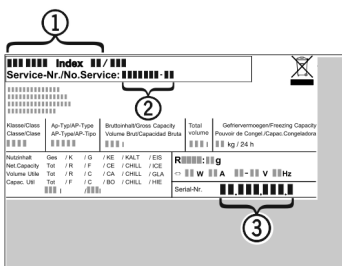 1
Index /
Service-Nr./No.Service: -
2
Klasse/Class Ap-Typ/AP-Type Bruttoinhalt/Gross Capacity Total Gefriervermoegen/Freezing Capacity
Classe/Clase AP-Type/AP-Tipo Volume Brut/Capacidad Bruta volume Pouvoir de Congel./Capac.Congeladora
l l kg / 24 h
Nutzinhalt Ges / K / G / KE / KALT / EIS
Net.Capacity Tot / R / F / CE / CHILL / ICE
Volume Utile Tot / R / C / CA / CHILL / GLA
Capac. Util Tot / F / C / BO / CHILL / HIE
l / l
R : g
W A - V Hz
Serial-Nr.
3